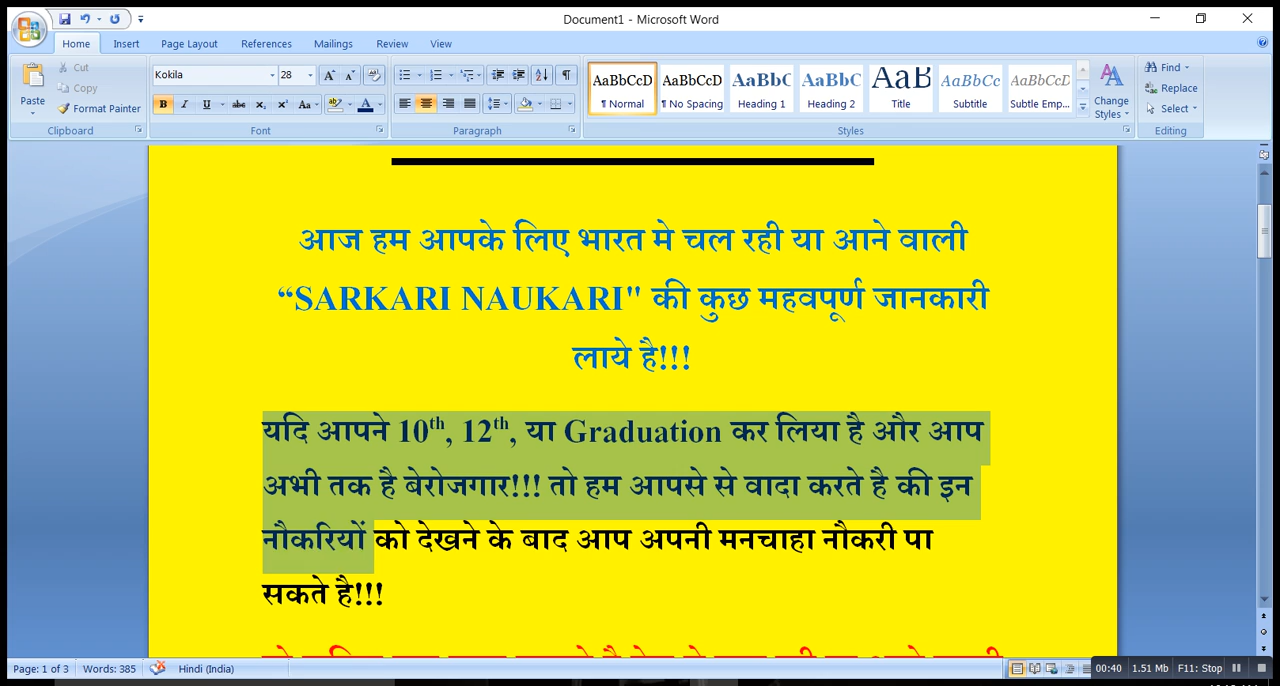 Document1 - Microsoft Word
Home Insert Page Layout References Mailings Review View
Cut
Copy
Format Painter
Paste
Clipboard
Kokila 28
Font
Paragraph
AaBbCcD AaBbCcD AaBbC AaBbC AaB AaBbCc AaBbCcD
¶ Normal ¶ No Spacing Heading 1 Heading 2 Title Subtitle Subtle Emp...
Change Styles
Styles
Find
Replace
Select
Editing
आज हम आपके लिए भारत मे चल रही या आने वाली
“SARKARI NAUKARI" की कुछ महवपूर्ण जानकारी
लाये है!!!
यदि आपने 10th, 12th, या Graduation कर लिया है और आप
अभी तक है बेरोजगार!!! तो हम आपसे से वादा करते है की इन
नौकरियों को देखने के बाद आप अपनी मनचाहा नौकरी पा
सकते है!!!
Page: 1 of 3 Words: 385 Hindi (India)
00:40 1.51 Mb F11: Stop